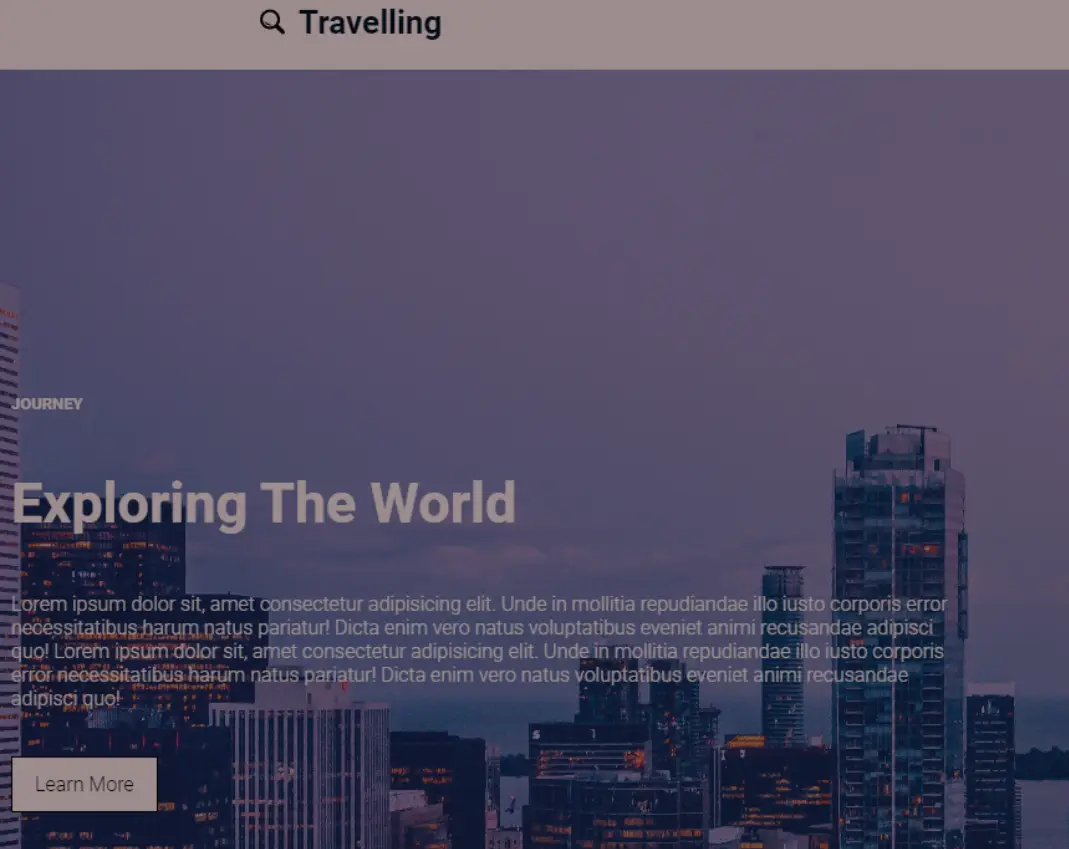 Travelling
JOURNEY
Exploring The World
Lorem ipsum dolor sit, amet consectetur adipisicing elit. Unde in mollitia repudiandae illo iusto corporis error
necessitatibus harum natus pariatur! Dicta enim vero natus voluptatibus eveniet animi recusandae adipisci
quo! Lorem ipsum dolor sit, amet consectetur adipisicing elit. Unde in mollitia repudiandae illo iusto corporis
error necessitatibus harum natus pariatur! Dicta enim vero natus voluptatibus eveniet animi recusandae
adipisci quo!
Learn More